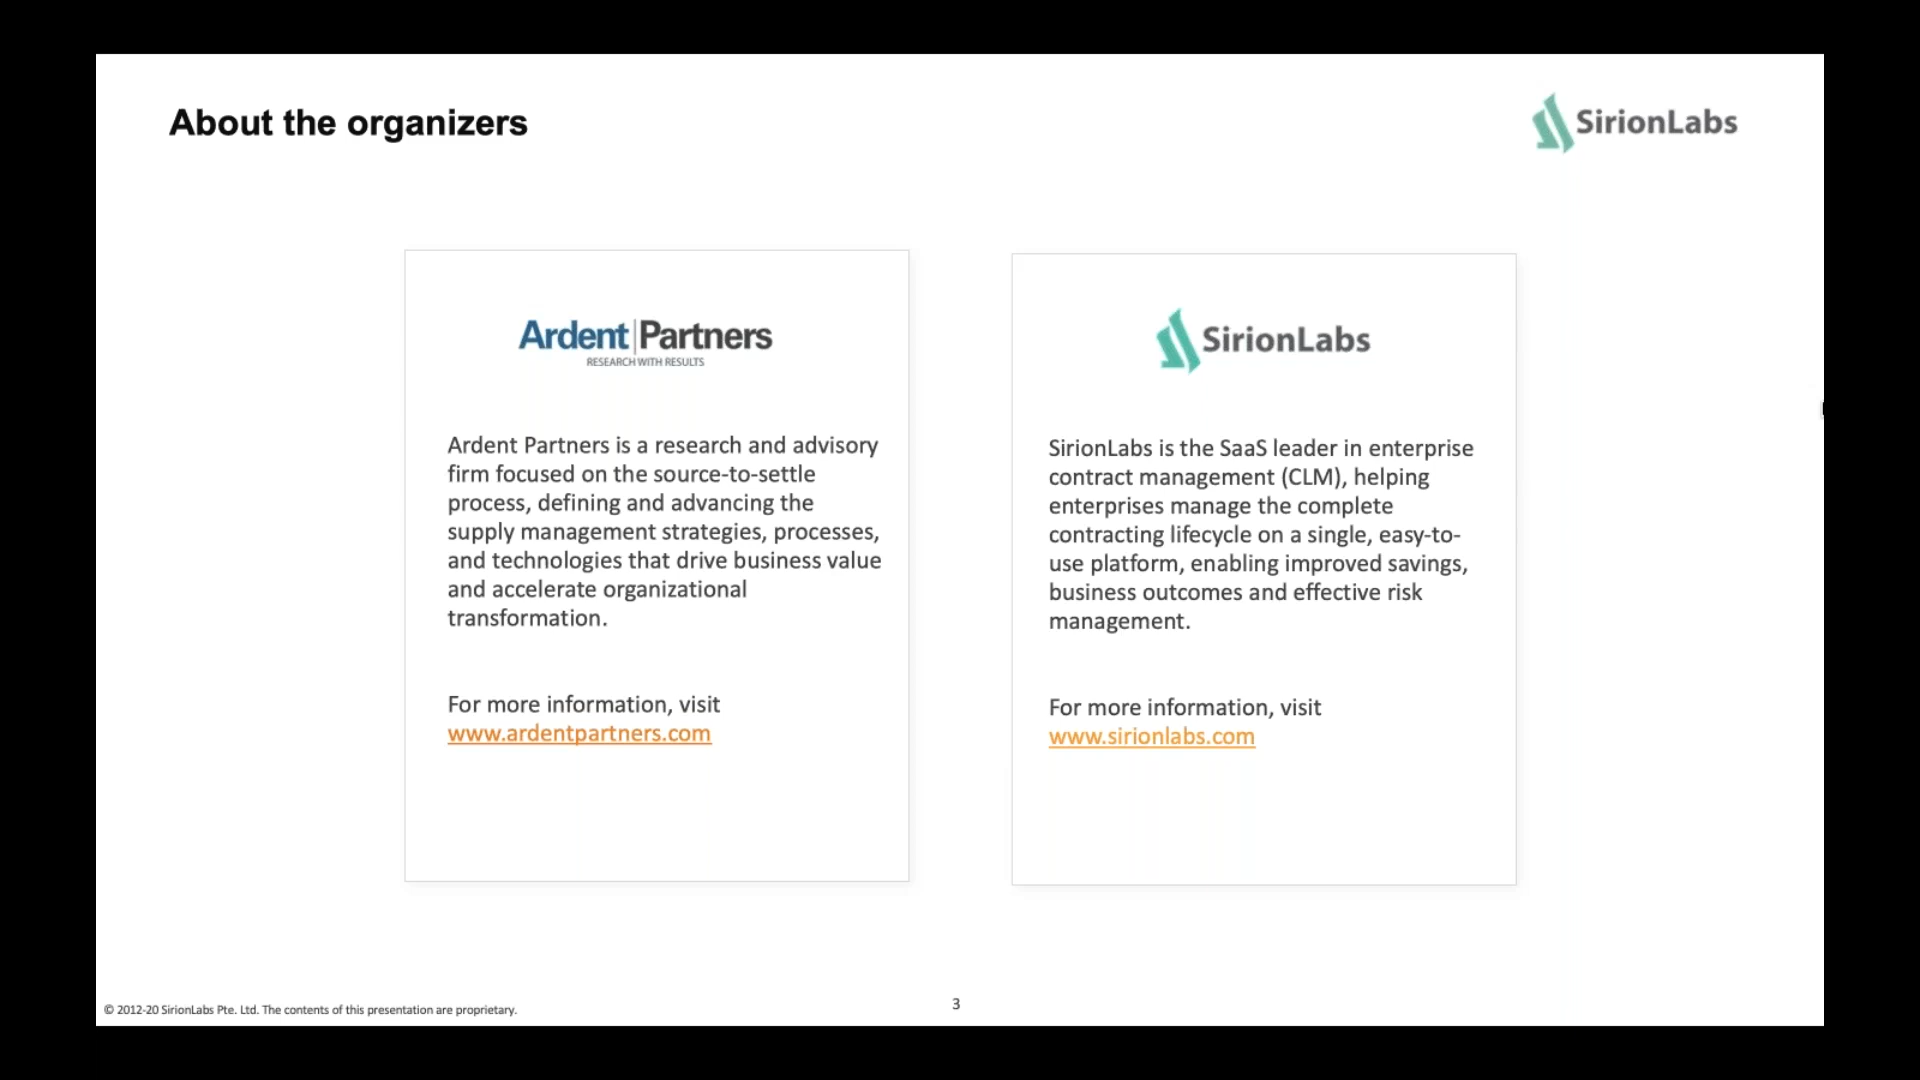 About the organizers
SirionLabs
Ardent|Partners
RESEARCH WITH RESULTS
Ardent Partners is a research and advisory
firm focused on the source-to-settle
process, defining and advancing the
supply management strategies, processes,
and technologies that drive business value
and accelerate organizational
transformation.
For more information, visit
www.ardentpartners.com
SirionLabs
SirionLabs is the SaaS leader in enterprise
contract management (CLM), helping
enterprises manage the complete
contracting lifecycle on a single, easy-to-
use platform, enabling improved savings,
business outcomes and effective risk
management.
For more information, visit
www.sirionlabs.com
© 2012-20 SirionLabs Pte. Ltd. The contents of this presentation are proprietary.
3